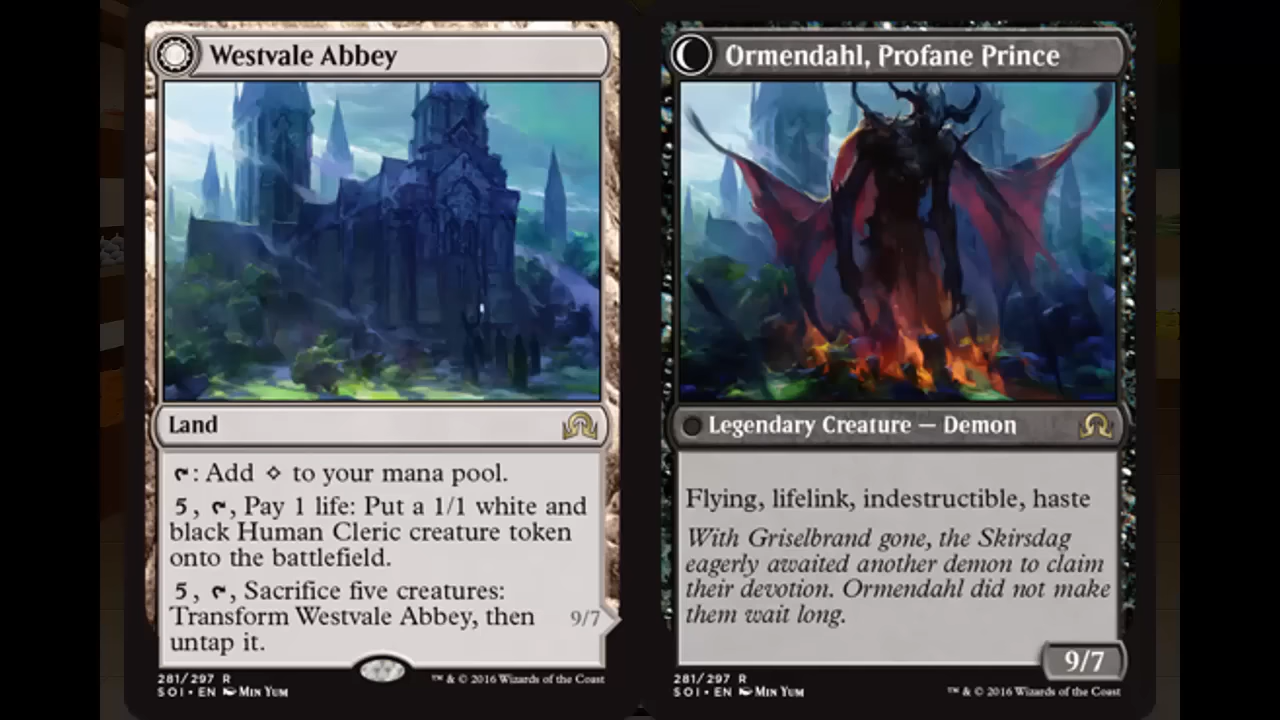 Westvale Abbey
Land
: Add to your mana pool.
5, , Pay 1 life: Put a 1/1 white and
black Human Cleric creature token
onto the battlefield.
5, , Sacrifice five creatures:
Transform Westvale Abbey, then
untap it.
9/7
281/297 R
SOI • EN Min Yum
™ & © 2016 Wizards of the Coast
Ormendahl, Profane Prince
Legendary Creature — Demon
Flying, lifelink, indestructible, haste
With Griselbrand gone, the Skirsdag
eagerly awaited another demon to claim
their devotion. Ormendahl did not make
them wait long.
9/7
281/297 R
SOI • EN Min Yum
™ & © 2016 Wizards of the Coast